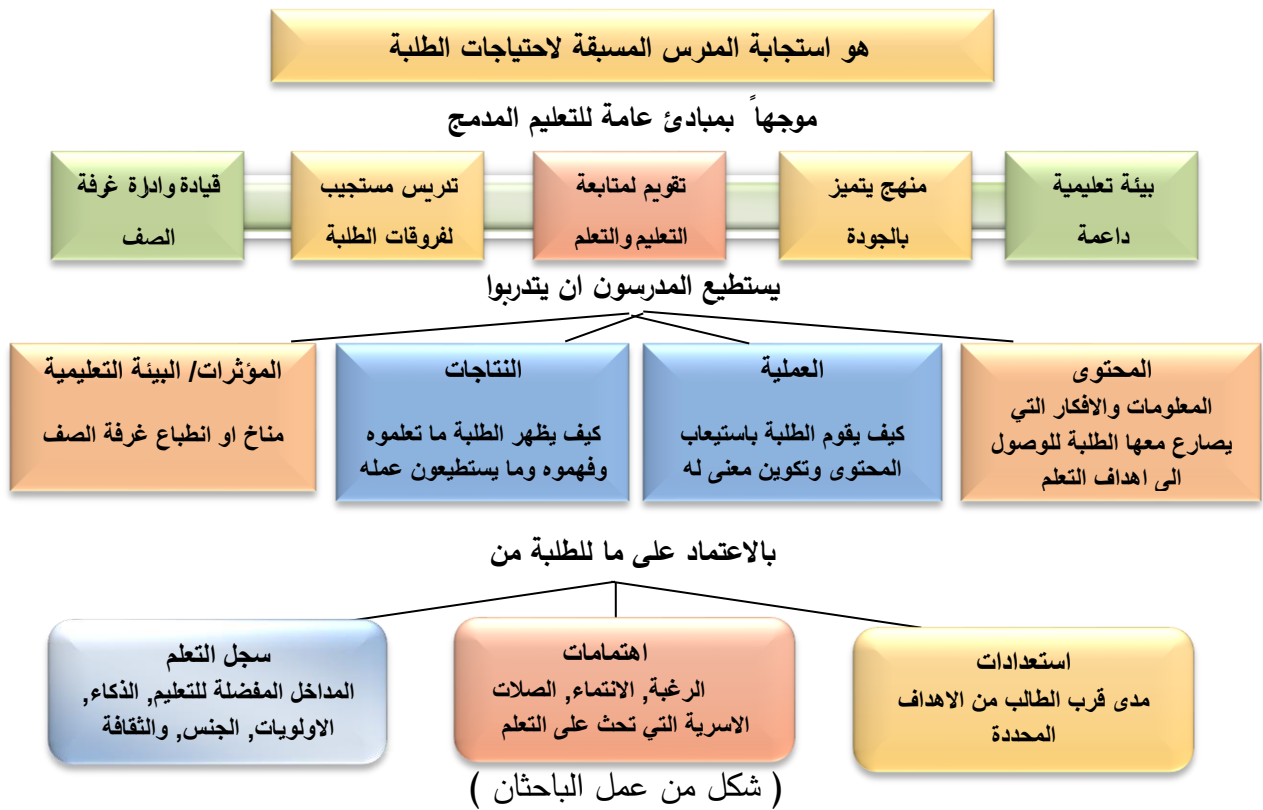 هو استجابة المدرس المسبقة لاحتياجات الطلبة
موجهاً بمبادئ عامة للتعليم المدمج
بيئة تعليمية
داعمة
منهج يتميز
بالجودة
تقويم لمتابعة
التعليم والتعلم
تدريس مستجيب
لفروقات الطلبة
قيادة وادارة غرفة
الصف
يستطيع المدرسون ان يتدربوا
المحتوى
المعلومات والافكار التي
يصارع معها الطلبة للوصول
الى اهداف التعلم
العملية
كيف يقوم الطلبة باستيعاب
المحتوى وتكوين معنى له
النتاجات
كيف يظهر الطلبة ما تعلموه
وفهموه وما يستطيعون عمله
المؤثرات/ البيئة التعليمية
مناخ او انطباع غرفة الصف
بالاعتماد على ما للطلبة من
استعدادات
مدى قرب الطالب من الاهداف
المحددة
اهتمامات
الرغبة, الانتماء, الصلات
الاسرية التي تحث على التعلم
سجل التعلم
المداخل المفضلة للتعليم, الذكاء,
الاولويات, الجنس, والثقافة
( شكل من عمل الباحثان )